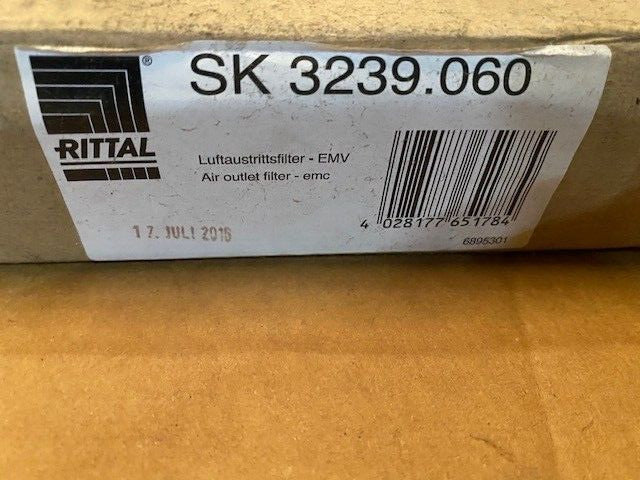 SK 3239.060
®
RITTAL
Luftaustrittsfilter - EMV
Air outlet filter - emc
17. JULI 2016
4 028177 651784
6895301